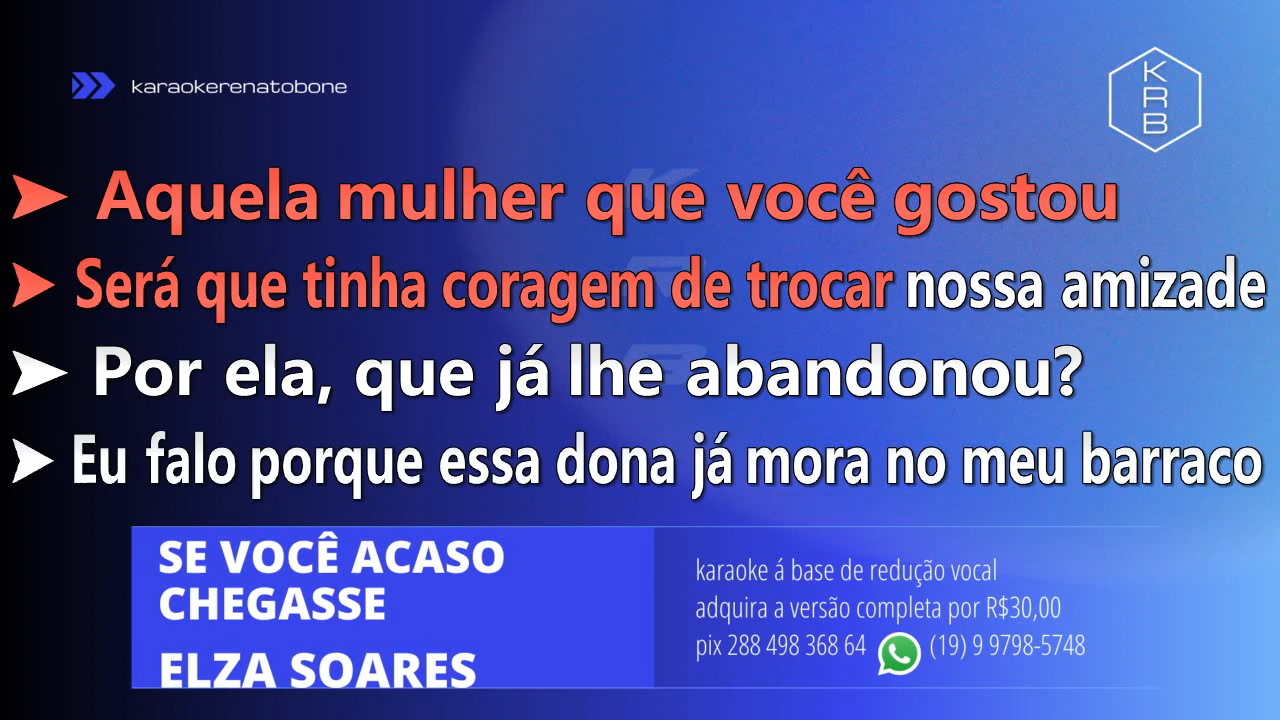 karaokerenatobone
K
R
B
➤ Aquela mulher que você gostou
➤ Será que tinha coragem de trocar nossa amizade
➤ Por ela, que já lhe abandonou?
➤ Eu falo porque essa dona já mora no meu barraco
SE VOCÊ ACASO
CHEGASSE
ELZA SOARES
karaoke á base de redução vocal
adquira a versão completa por R$30,00
pix 288 498 368 64 (19) 9 9798-5748